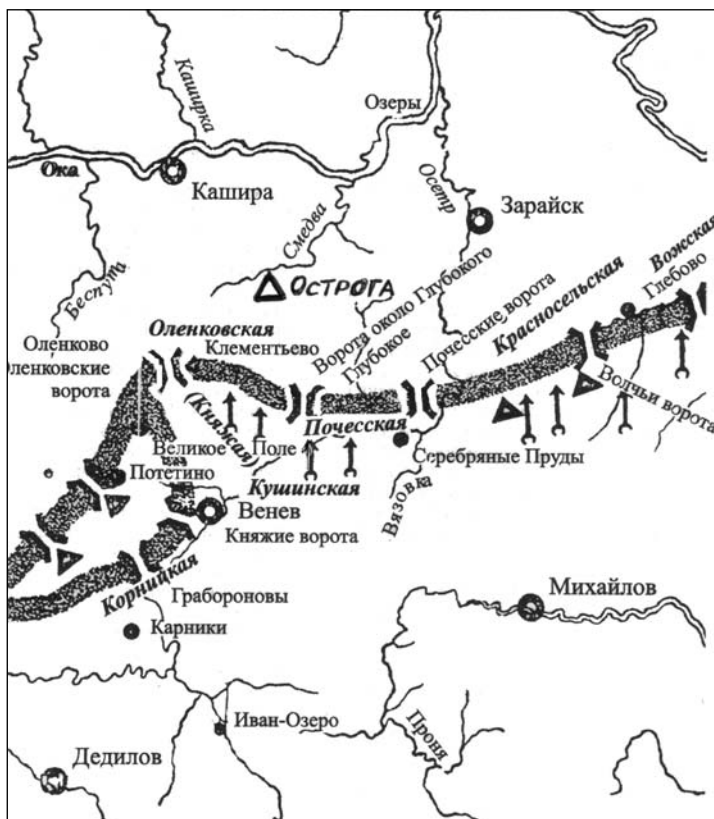 Каширка
Озеры
Ока
Кашира
Осетр
Зарайск
Смедва
Беспута
ОСТРОГА
Вожская
Глебово
Красносельская
Почесские ворота
Ворота около Глубокого
Глубокое
Оленковская
Клементьево
Оленково
Оленковские
ворота
(Княжая)
Волчьи ворота
Почесская
Великое Поле
Серебряные Пруды
Потетино
Кушинская
Вязовка
Венев
Княжие ворота
Корницкая
Грабороновы
Михайлов
Карники
Иван-Озеро
Проня
Дедилов